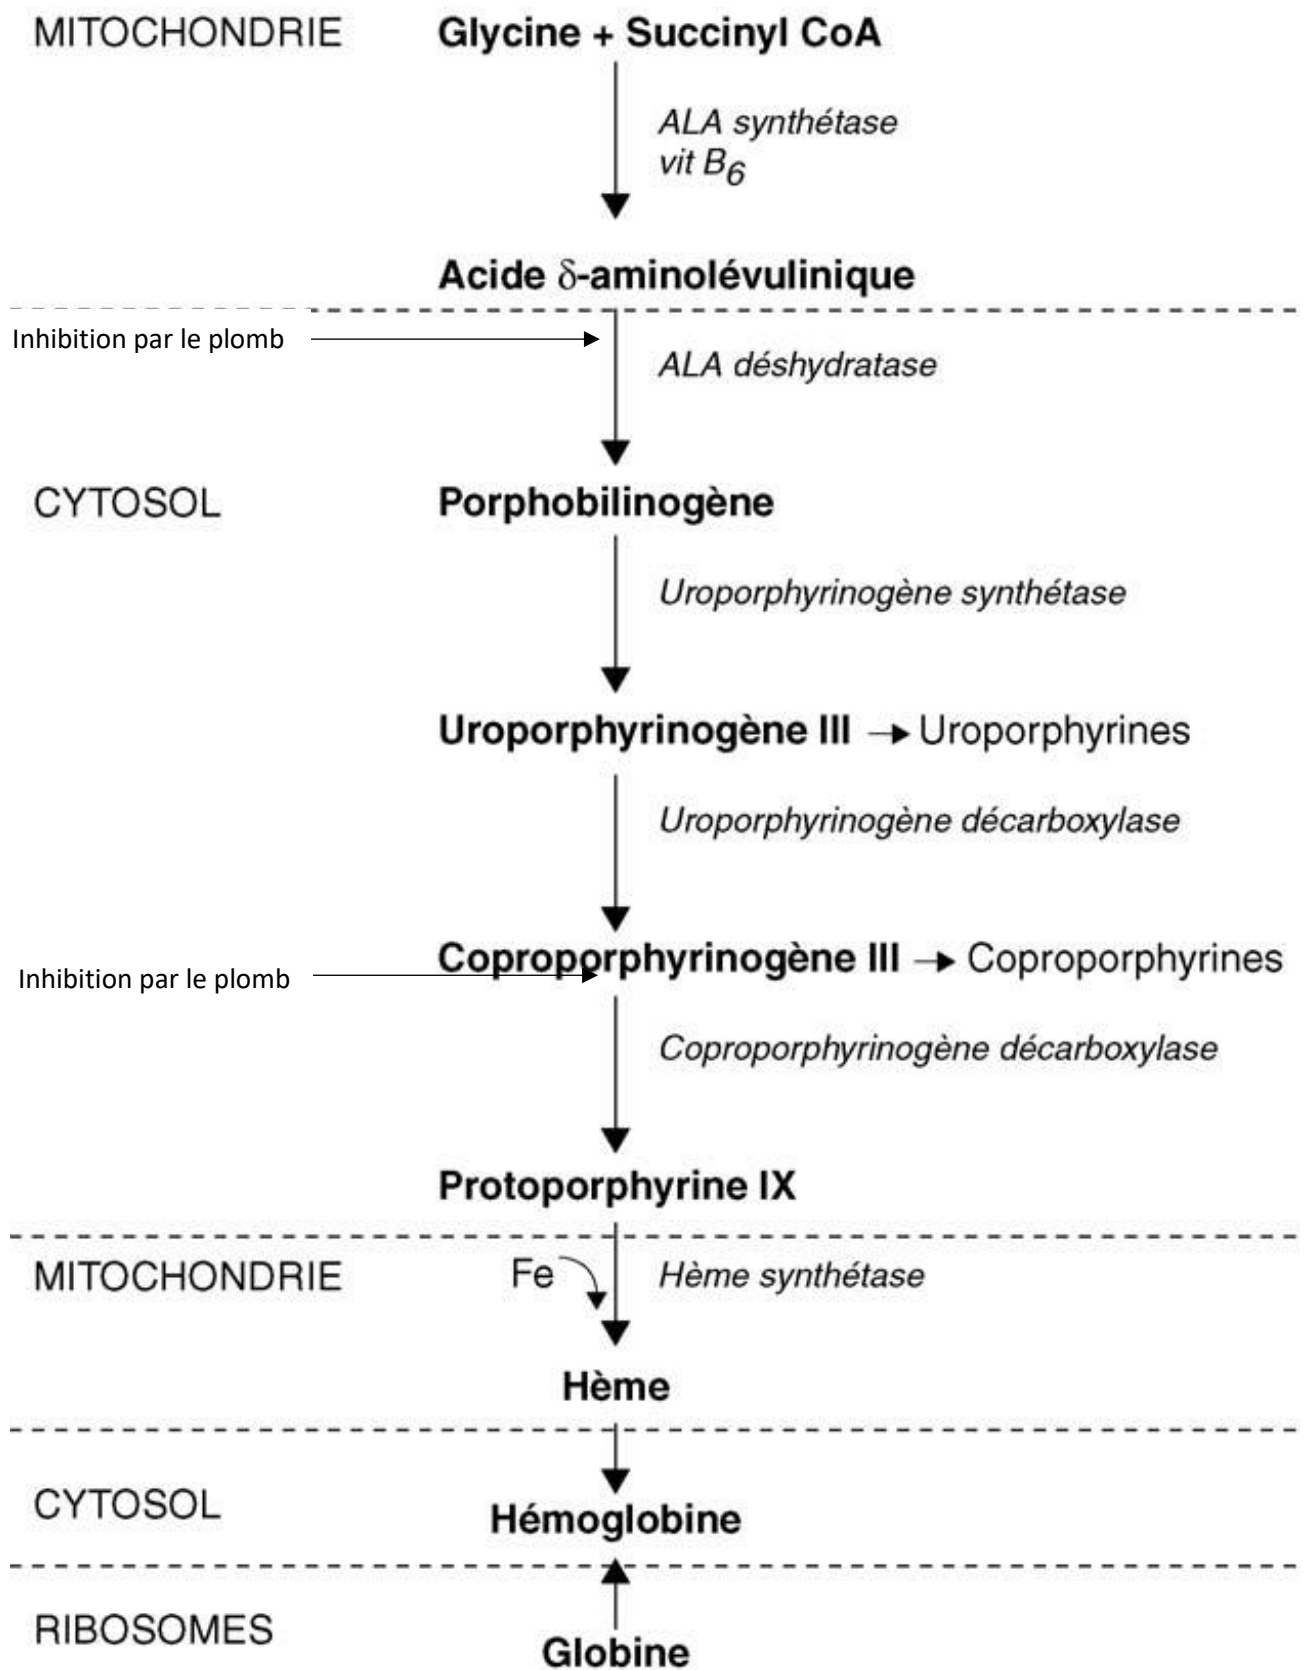 MITOCHONDRIE Glycine + Succinyl CoA
ALA synthétase
vit B6
Acide δ-aminolévulinique
Inhibition par le plomb
ALA déshydratase
CYTOSOL Porphobilinogène
Uroporphyrinogène synthétase
Uroporphyrinogène III → Uroporphyrines
Uroporphyrinogène décarboxylase
Coproporphyrinogène III → Coproporphyrines
Inhibition par le plomb
Coproporphyrinogène décarboxylase
Protoporphyrine IX
MITOCHONDRIE Fe Hème synthétase
Hème
CYTOSOL
Hémoglobine
RIBOSOMES
Globine